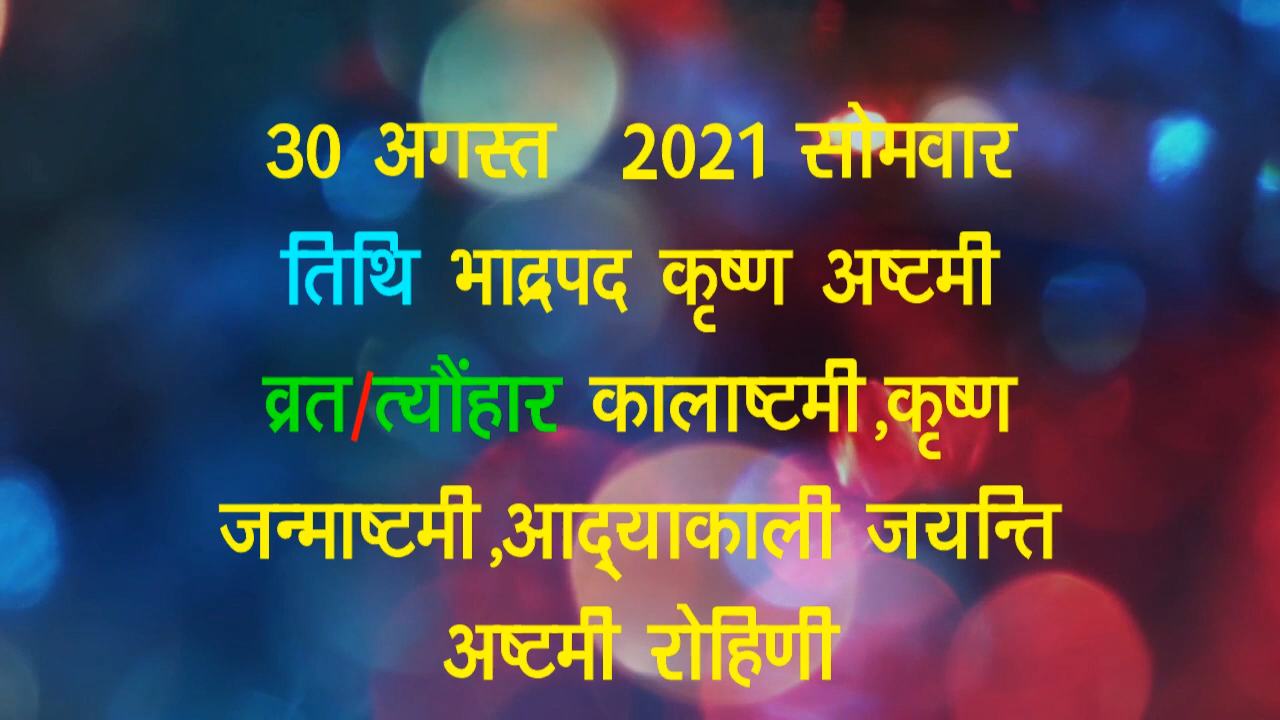 30 अगस्त 2021 सोमवार
तिथि भाद्रपद कृष्ण अष्टमी
व्रत/त्यौंहार कालाष्टमी,कृष्ण
जन्माष्टमी,आद्‌याकाली जयन्ति
अष्टमी रोहिणी